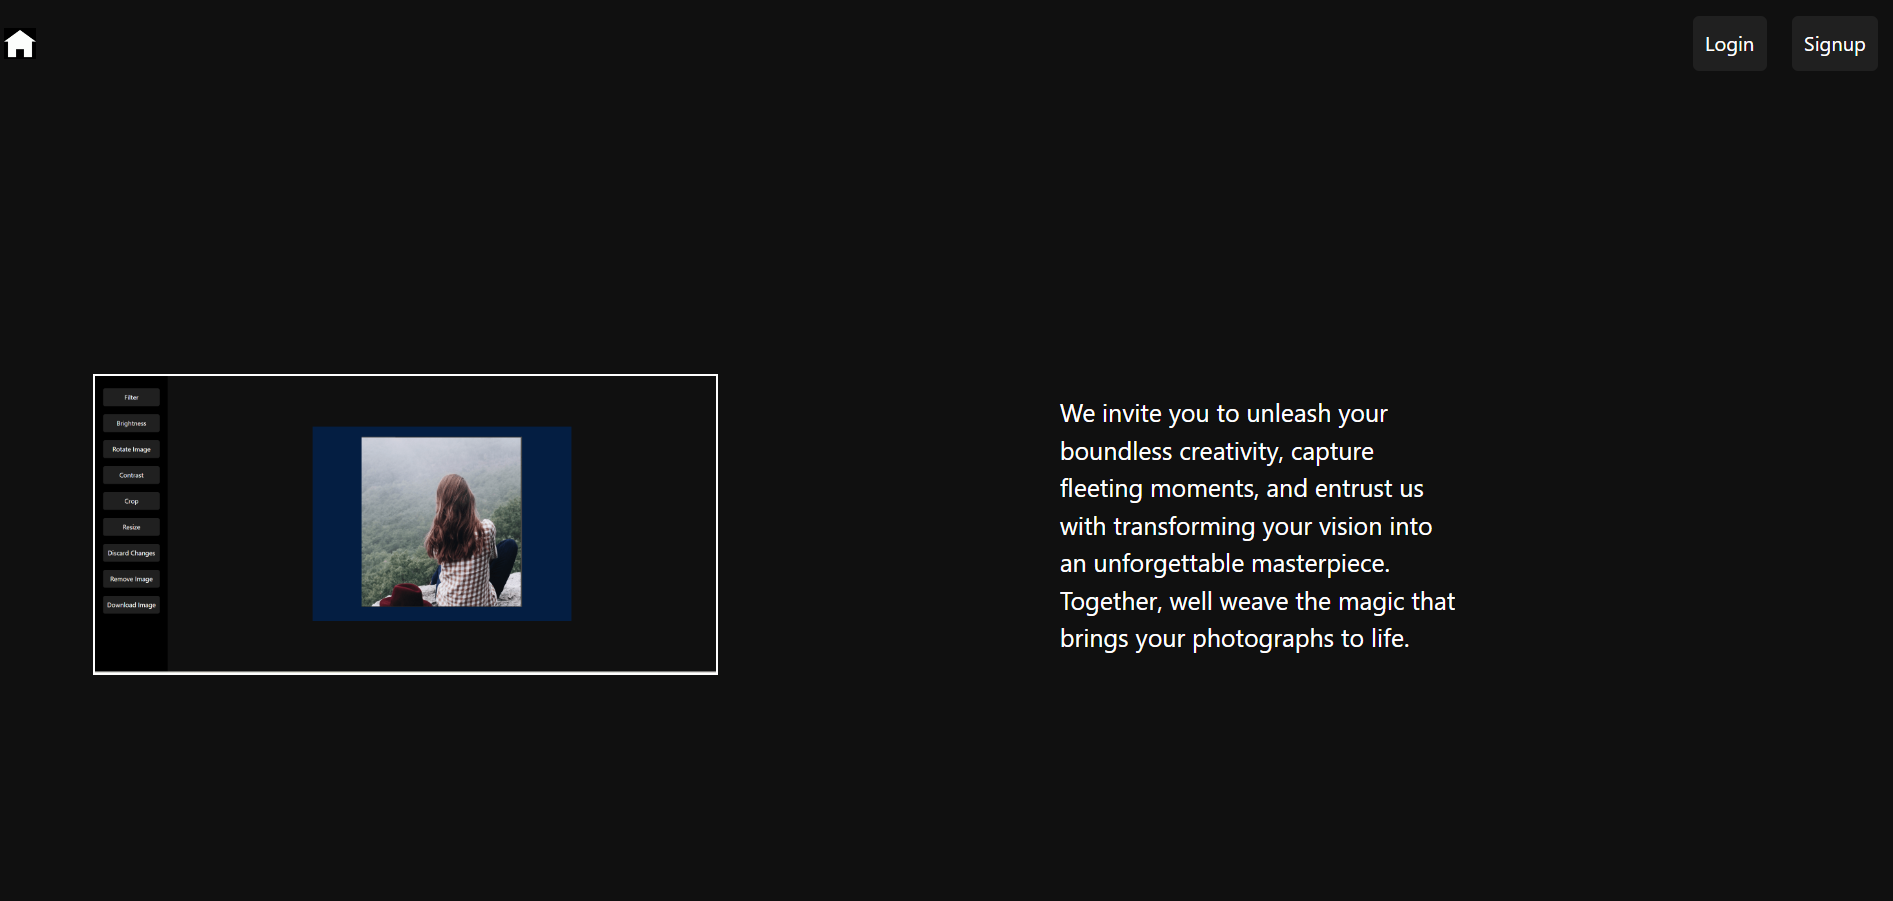 Login
Signup
Filter
Brightness
Rotate Image
Contrast
Crop
Resize
Discard Changes
Remove Image
Download Image
We invite you to unleash your
boundless creativity, capture
fleeting moments, and entrust us
with transforming your vision into
an unforgettable masterpiece.
Together, well weave the magic that
brings your photographs to life.